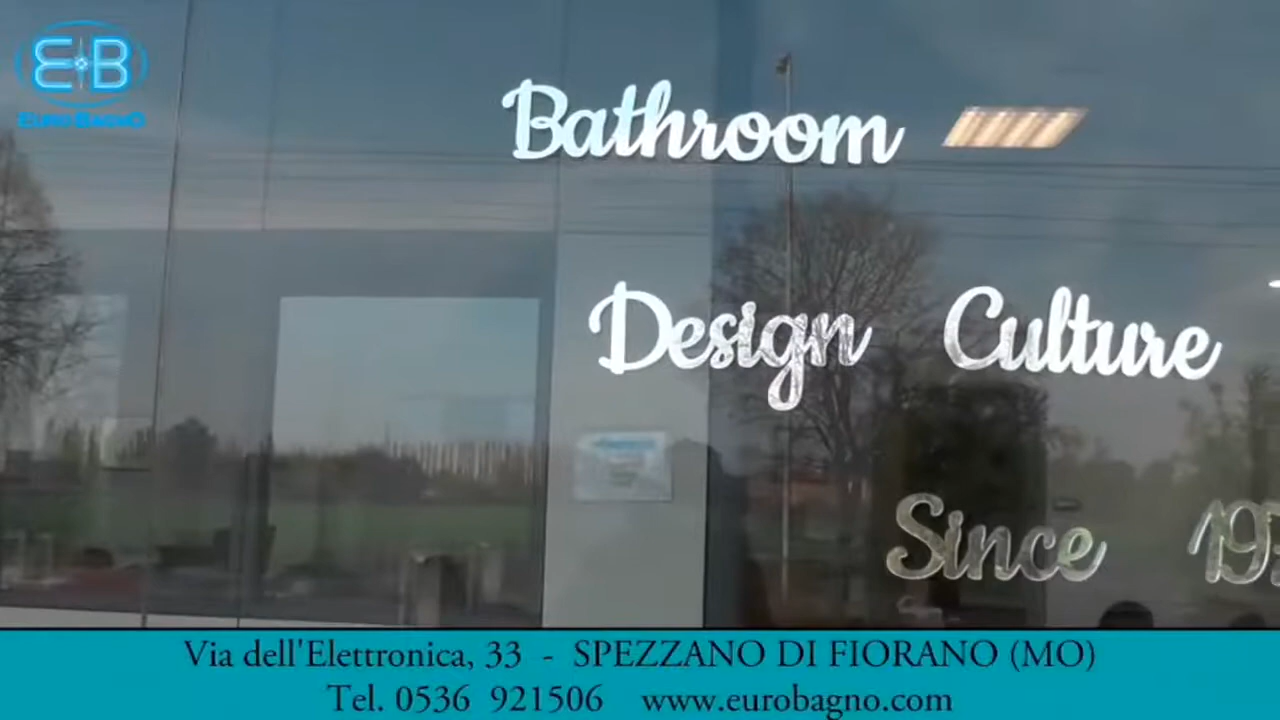 EB
EURO BAGNO
Bathroom
Design Culture
Since
Via dell'Elettronica, 33 - SPEZZANO DI FIORANO (MO)
Tel. 0536 921506 www.eurobagno.com